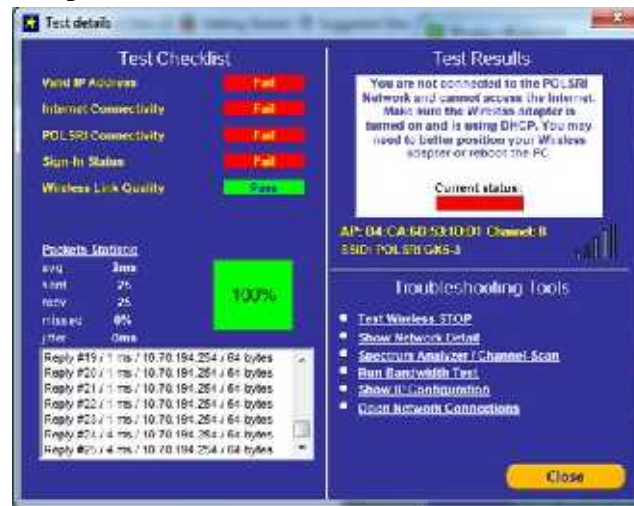 Test details
Test Checklist
Valid IP Address Fail
Internet Connectivity Fail
POLSRI Connectivity Fail
Sign-In Status Fail
Wireless Link Quality Pass
Packets Statistic
avg 3ms
sent 25
recv 25
missed 0%
jitter 0ms
100%
Reply #19 / 1 ms / 10.70.194.254 / 64 bytes
Reply #20 / 1 ms / 10.70.194.254 / 64 bytes
Reply #21 / 1 ms / 10.70.194.254 / 64 bytes
Reply #22 / 1 ms / 10.70.194.254 / 64 bytes
Reply #23 / 1 ms / 10.70.194.254 / 64 bytes
Reply #24 / 4 ms / 10.70.194.254 / 64 bytes
Reply #25 / 4 ms / 10.70.194.254 / 64 bytes
Test Results
You are not connected to the POLSRI
Network and cannot access the Internet.
Make sure the Wireless adapter is
turned on and is using DHCP. You may
need to better position your Wireless
adapter or reboot the PC.
Current status:
AP: Channel: 8
SSID: POLSRI
Troubleshooting Tools
Test Wireless STOP
Show Network Detail
Spectrum Analyzer / Channel-Scan
Run Bandwidth Test
Show IP Configuration
Open Network Connections
Close